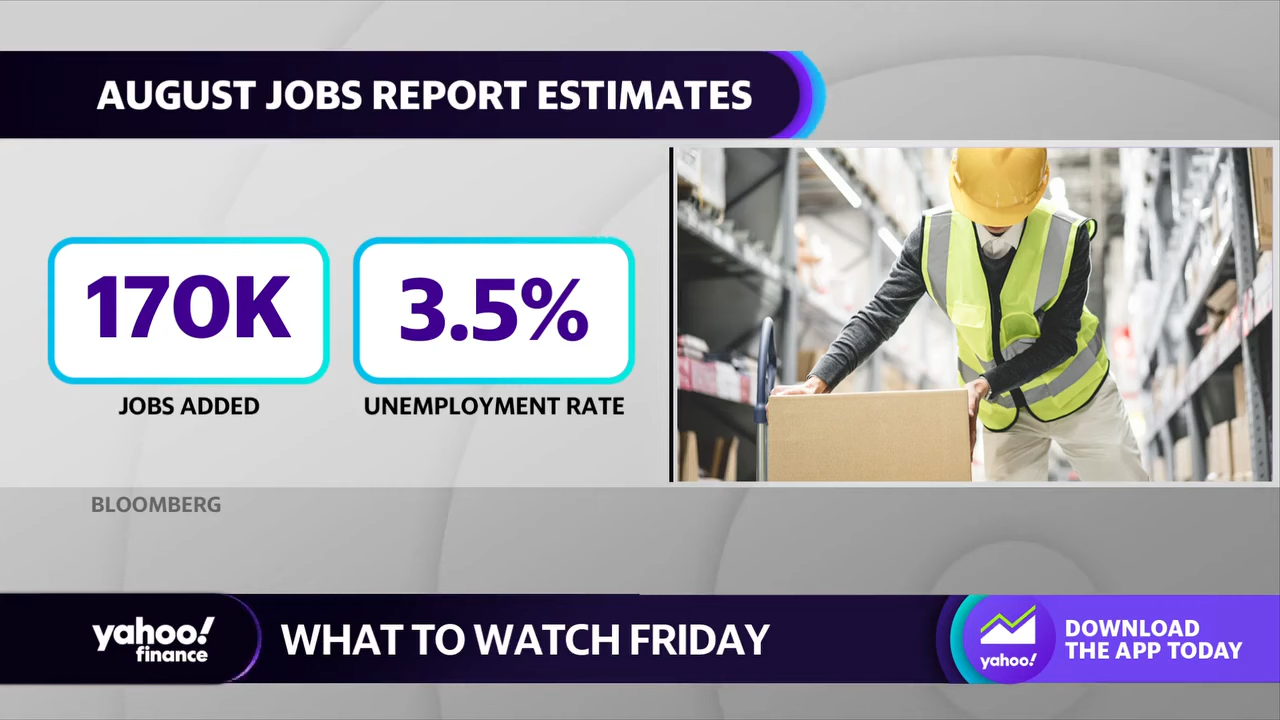 AUGUST JOBS REPORT ESTIMATES
170K
JOBS ADDED
3.5%
UNEMPLOYMENT RATE
BLOOMBERG
yahoo!
finance
WHAT TO WATCH FRIDAY
yahoo!
DOWNLOAD
THE APP TODAY